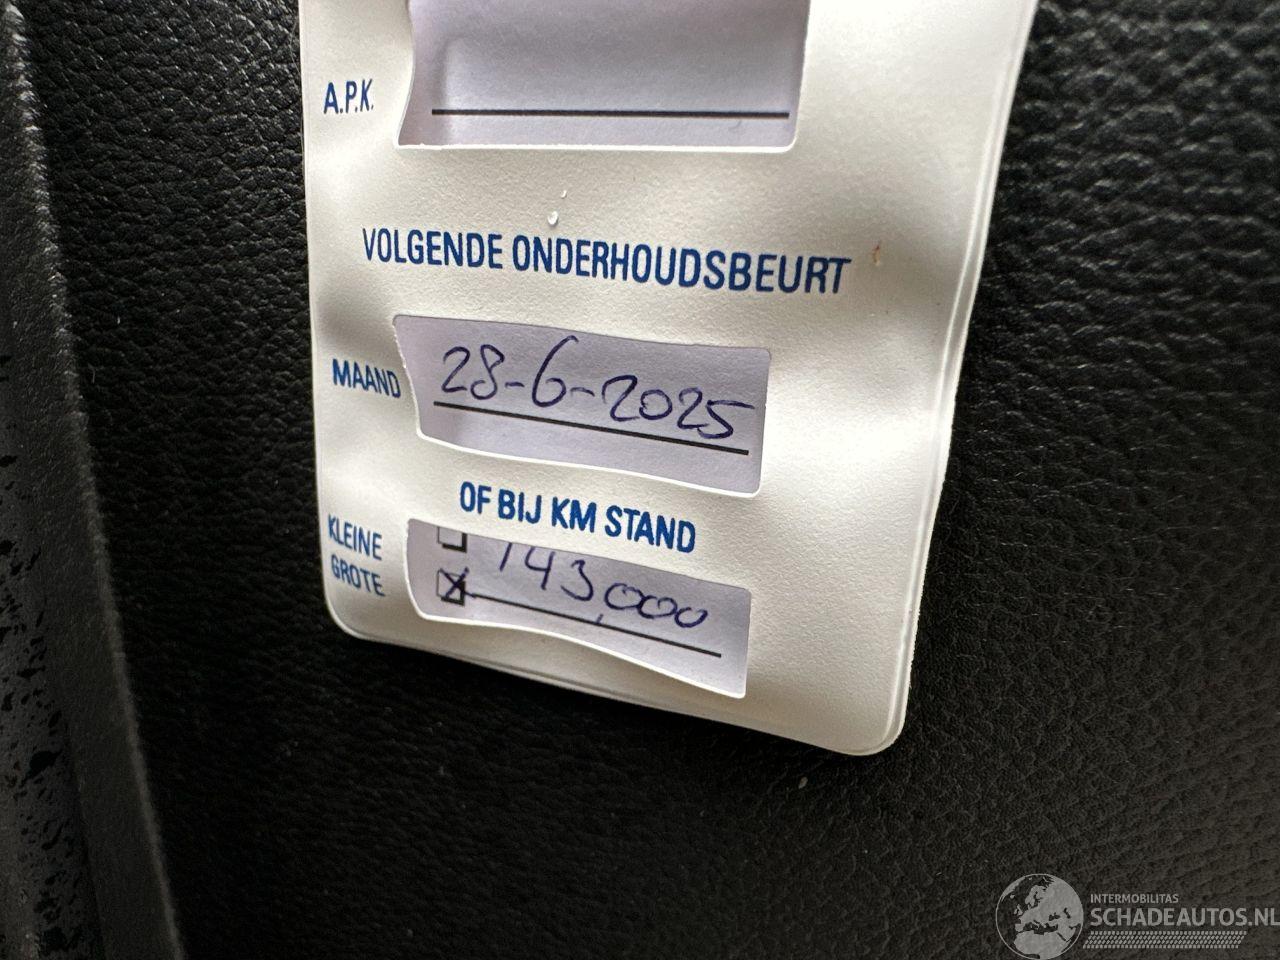 A.P.K.
VOLGENDE ONDERHOUDSBEURT
MAAND 28-6-2025
OF BIJ KM STAND
KLEINE
GROTE 143,000
INTERMOBILITAS
SCHADEAUTOS.NL